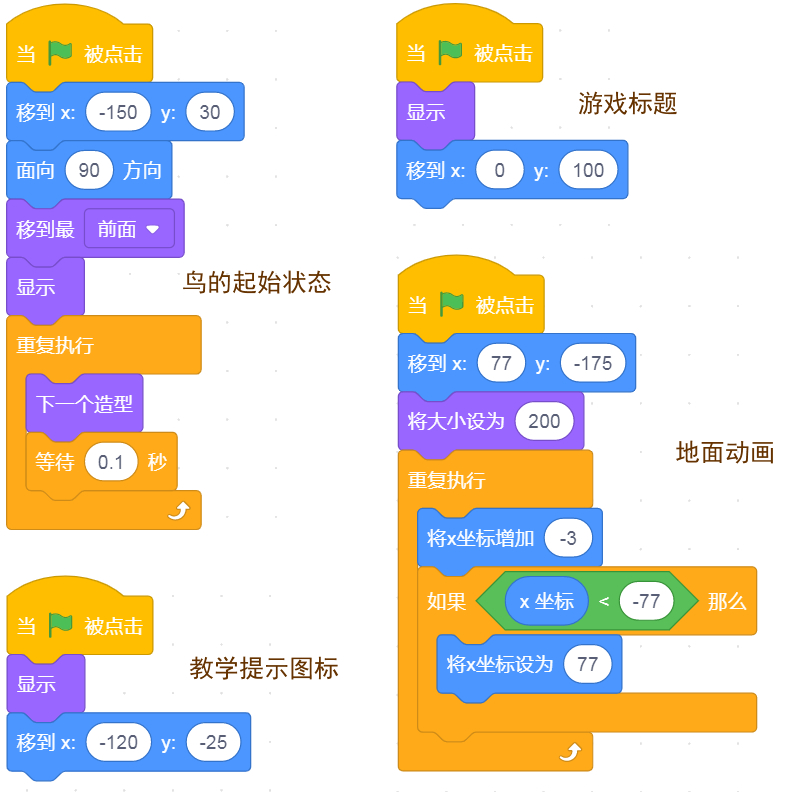 当 被点击
移到 x: -150 y: 30
面向 90 方向
移到最 前面
显示
重复执行
下一个造型
等待 0.1 秒
鸟的起始状态
当 被点击
显示
移到 x: -120 y: -25
教学提示图标
当 被点击
显示
移到 x: 0 y: 100
游戏标题
当 被点击
移到 x: 77 y: -175
将大小设为 200
重复执行
将x坐标增加 -3
如果 x 坐标 < -77 那么
将x坐标设为 77
地面动画